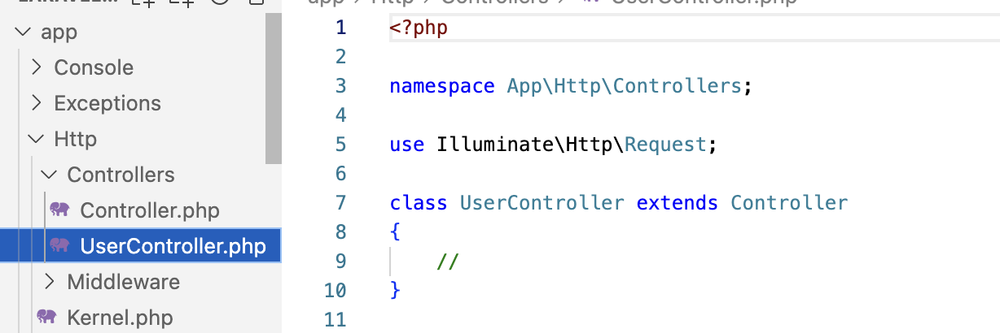 app
Console
Exceptions
Http
Controllers
Controller.php
UserController.php
Middleware
Kernel.php
app > Http > Controllers > UserController.php
1 <?php
2
3 namespace App\Http\Controllers;
4
5 use Illuminate\Http\Request;
6
7 class UserController extends Controller
8 {
9 //
10 }
11